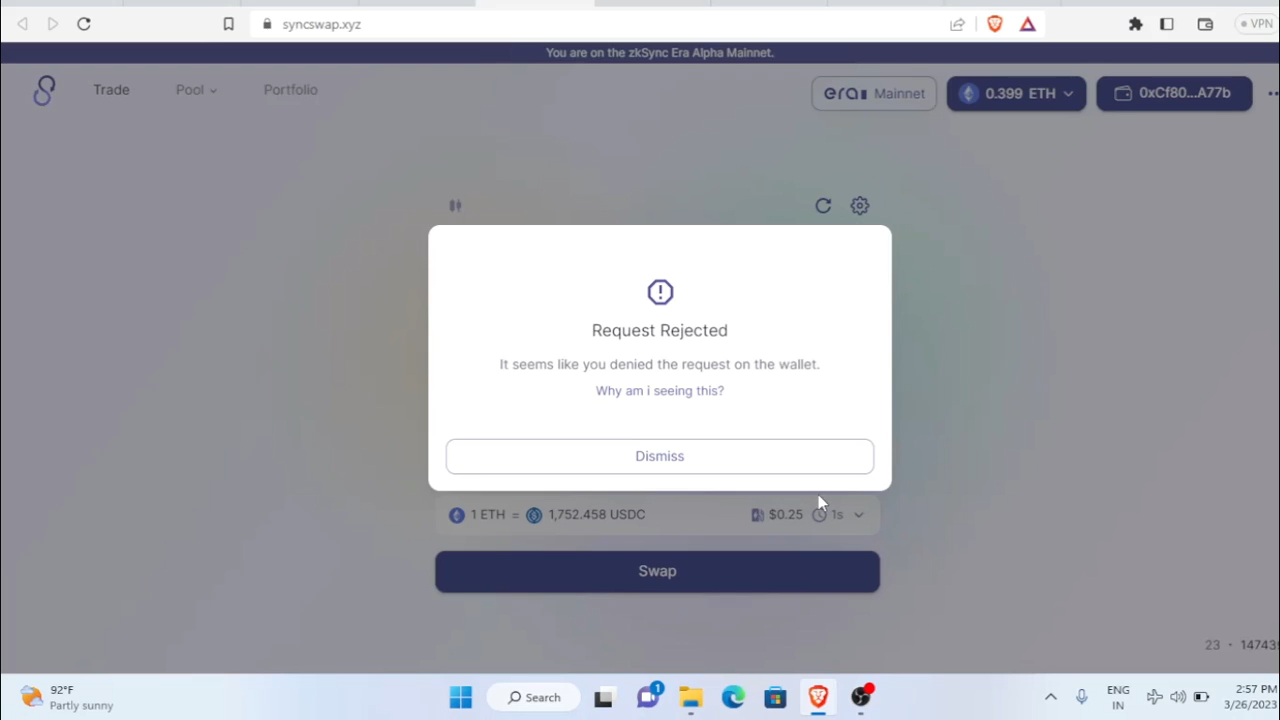 syncswap.xyz
VPN
You are on the zkSync Era Alpha Mainnet.
Trade
Pool
Portfolio
era Mainnet
0.399 ETH
0xCf80...A77b
Request Rejected
It seems like you denied the request on the wallet.
Why am i seeing this?
Dismiss
1 ETH = 1,752.458 USDC
$0.25 1s
Swap
23 · 14743
92°F
Partly sunny
Search
1
ENG
IN
2:57 PM
3/26/2023